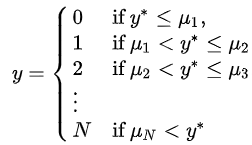 y = { 0 if y* ≤ μ₁,
1 if μ₁ < y* ≤ μ₂
2 if μ₂ < y* ≤ μ₃
⋮
N if μ_N < y*